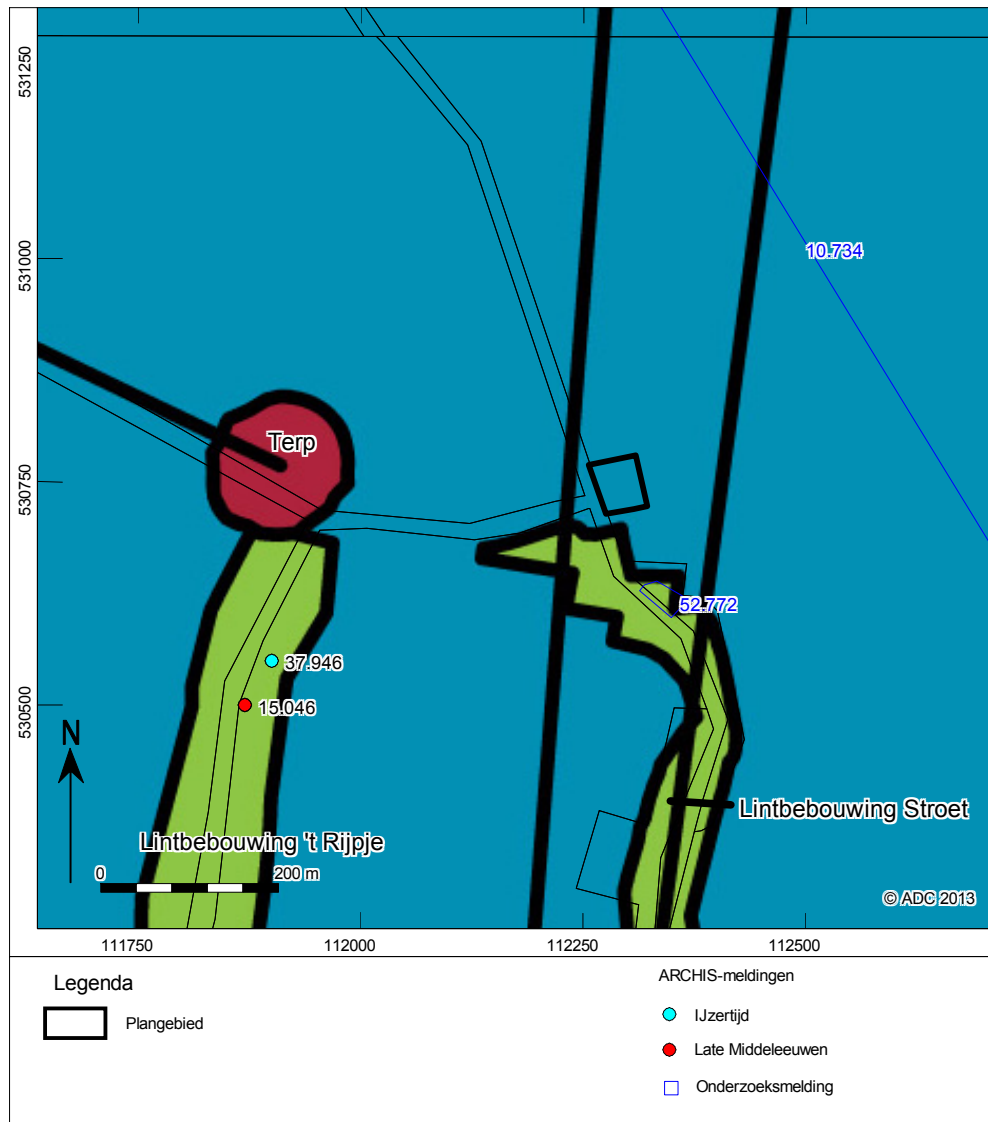 531250
531000
530750
530500
10.734
Terp
52.772
37.946
15.046
N
Lintbebouwing Stroet
Lintbebouwing 't Rijpje
0 200 m
© ADC 2013
111750 112000 112250 112500
Legenda
Plangebied
ARCHIS-meldingen
IJzertijd
Late Middeleeuwen
Onderzoeksmelding